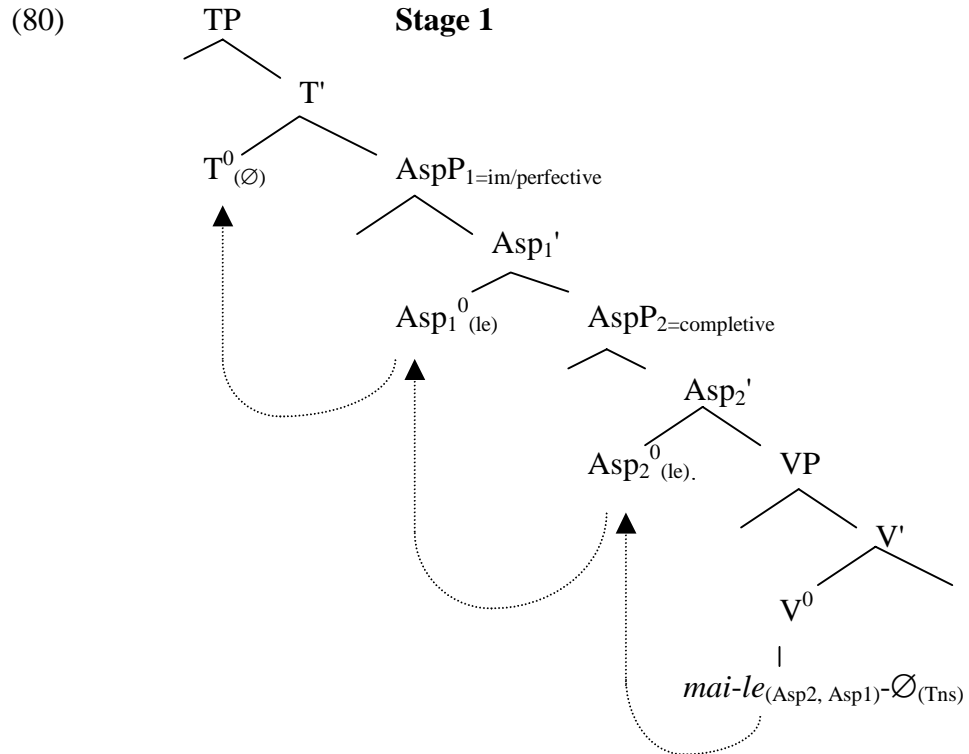 (80) TP Stage 1
T'
T⁰(∅) AspP₁₌im/perfective
Asp₁'
Asp₁⁰(le) AspP₂₌completive
Asp₂'
Asp₂⁰(le). VP
V'
V⁰
mai-le(Asp2, Asp1)-∅(Tns)